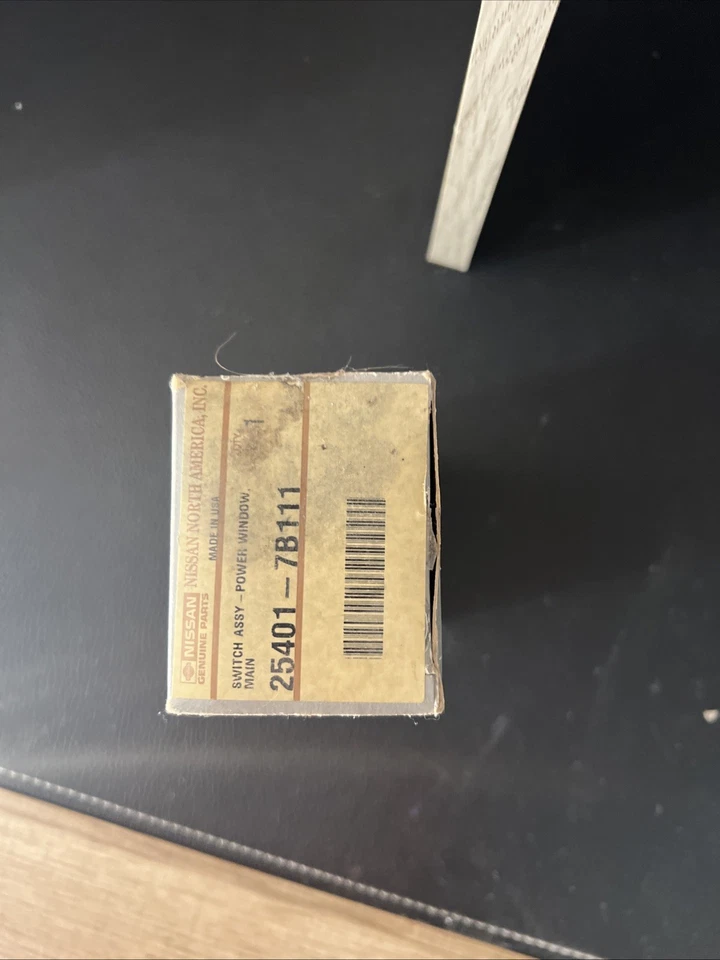 NISSAN NISSAN NORTH AMERICA, INC.
GENUINE PARTS
MADE IN USA
SWITCH ASSY – POWER WINDOW,
MAIN
QTY.
1
25401 – 7B111